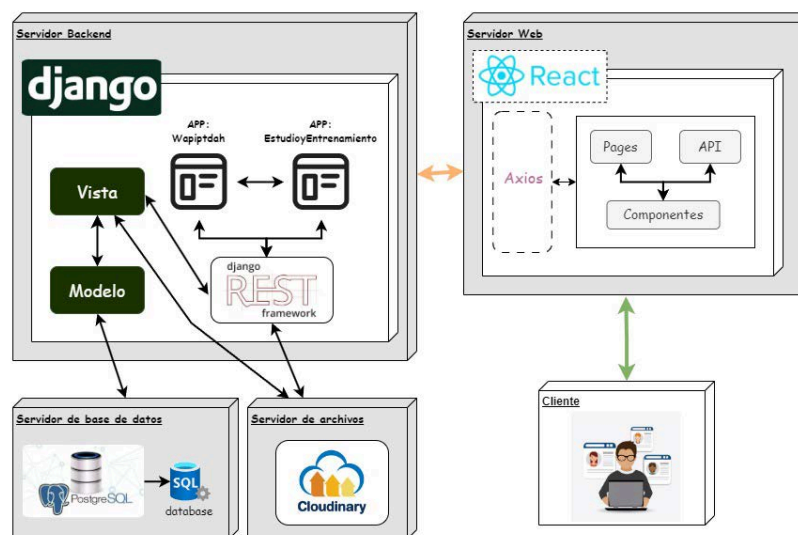 Servidor Backend
django
APP:
Wapiptdah
APP:
EstudioyEntrenamiento
Vista
Modelo
django
REST
framework
Servidor Web
React
Axios
Pages
API
Componentes
Servidor de base de datos
PostgreSQL
SQL
database
Servidor de archivos
Cloudinary
Cliente